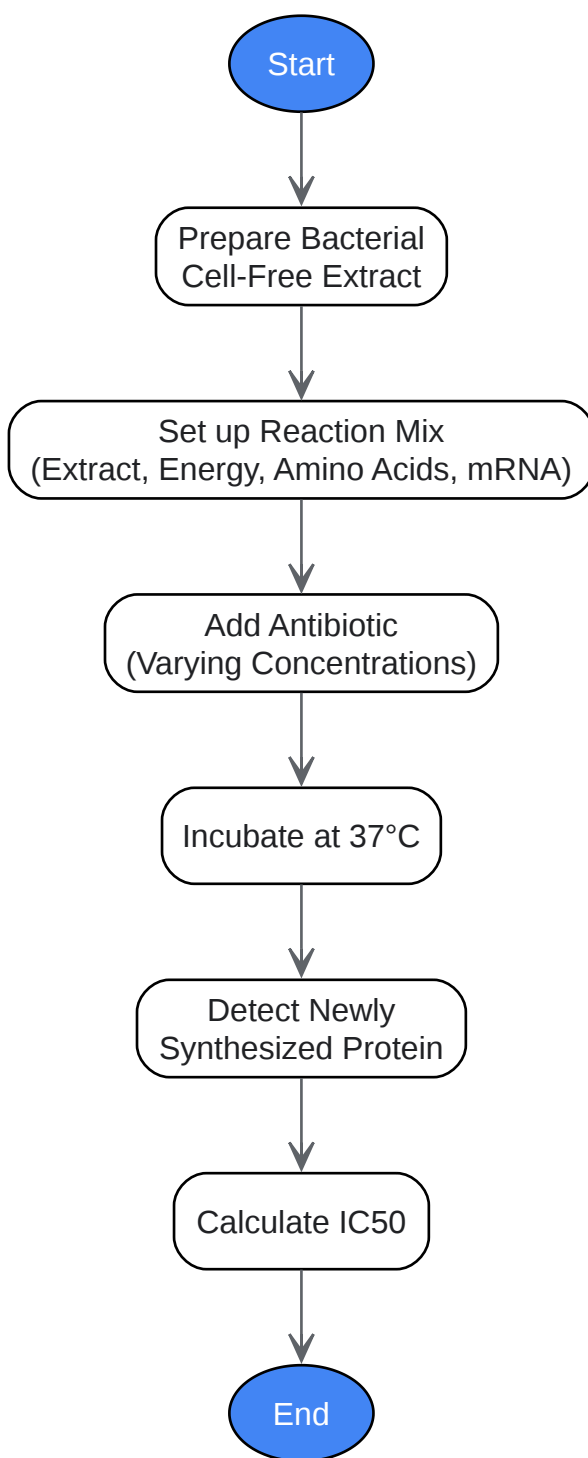 Start
Prepare Bacterial
Cell-Free Extract
Set up Reaction Mix
(Extract, Energy, Amino Acids, mRNA)
Add Antibiotic
(Varying Concentrations)
Incubate at 37°C
Detect Newly
Synthesized Protein
Calculate IC50
End